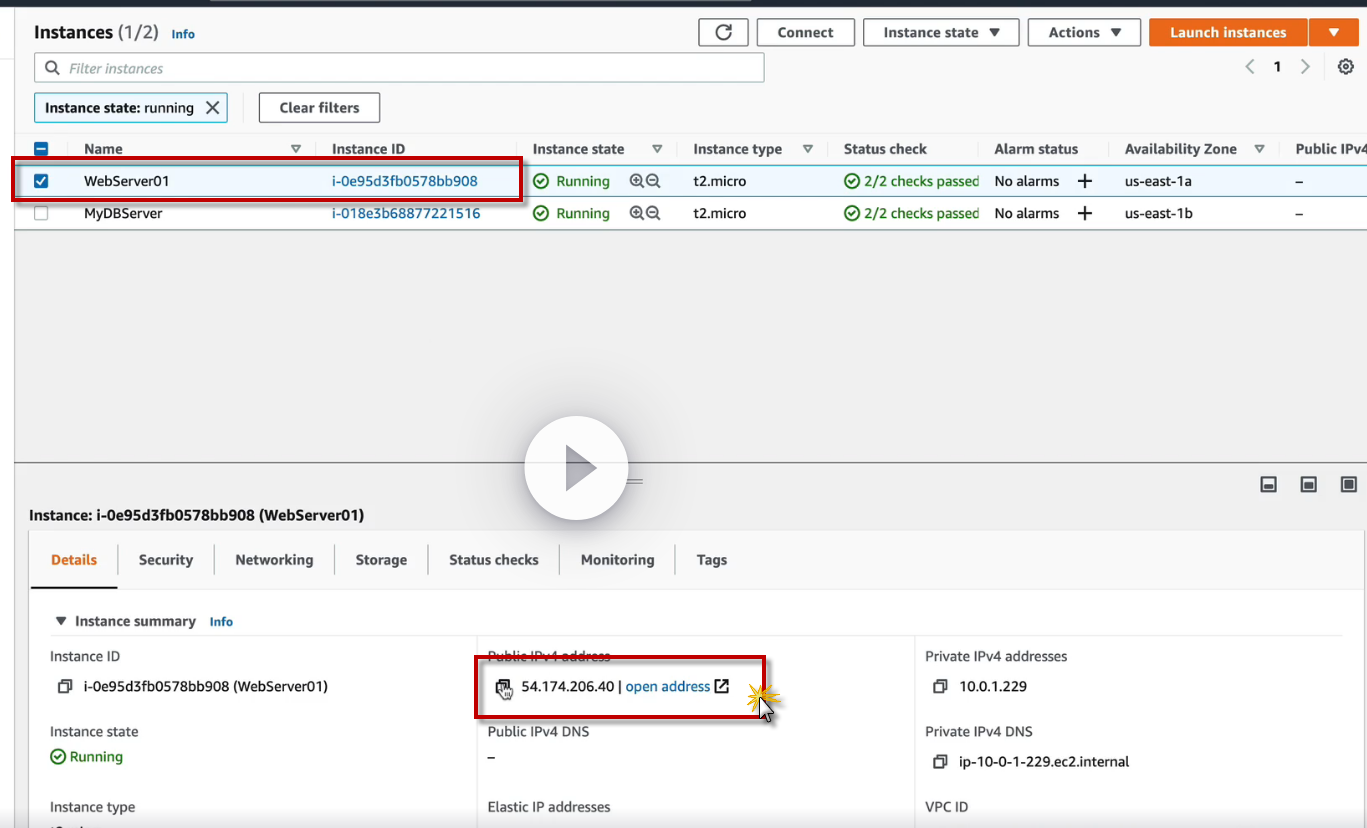 Instances (1/2) Info Connect Instance state Actions Launch instances
Filter instances 1
Instance state: running Clear filters
Name Instance ID Instance state Instance type Status check Alarm status Availability Zone Public IPv4
WebServer01 i-0e95d3fb0578bb908 Running t2.micro 2/2 checks passed No alarms + us-east-1a –
MyDBServer i-018e3b68877221516 Running t2.micro 2/2 checks passed No alarms + us-east-1b –
Instance: i-0e95d3fb0578bb908 (WebServer01)
Details Security Networking Storage Status checks Monitoring Tags
Instance summary Info
Instance ID Public IPv4 address Private IPv4 addresses
i-0e95d3fb0578bb908 (WebServer01) 54.174.206.40 | open address 10.0.1.229
Instance state Public IPv4 DNS Private IPv4 DNS
Running – ip-10-0-1-229.ec2.internal
Instance type Elastic IP addresses VPC ID